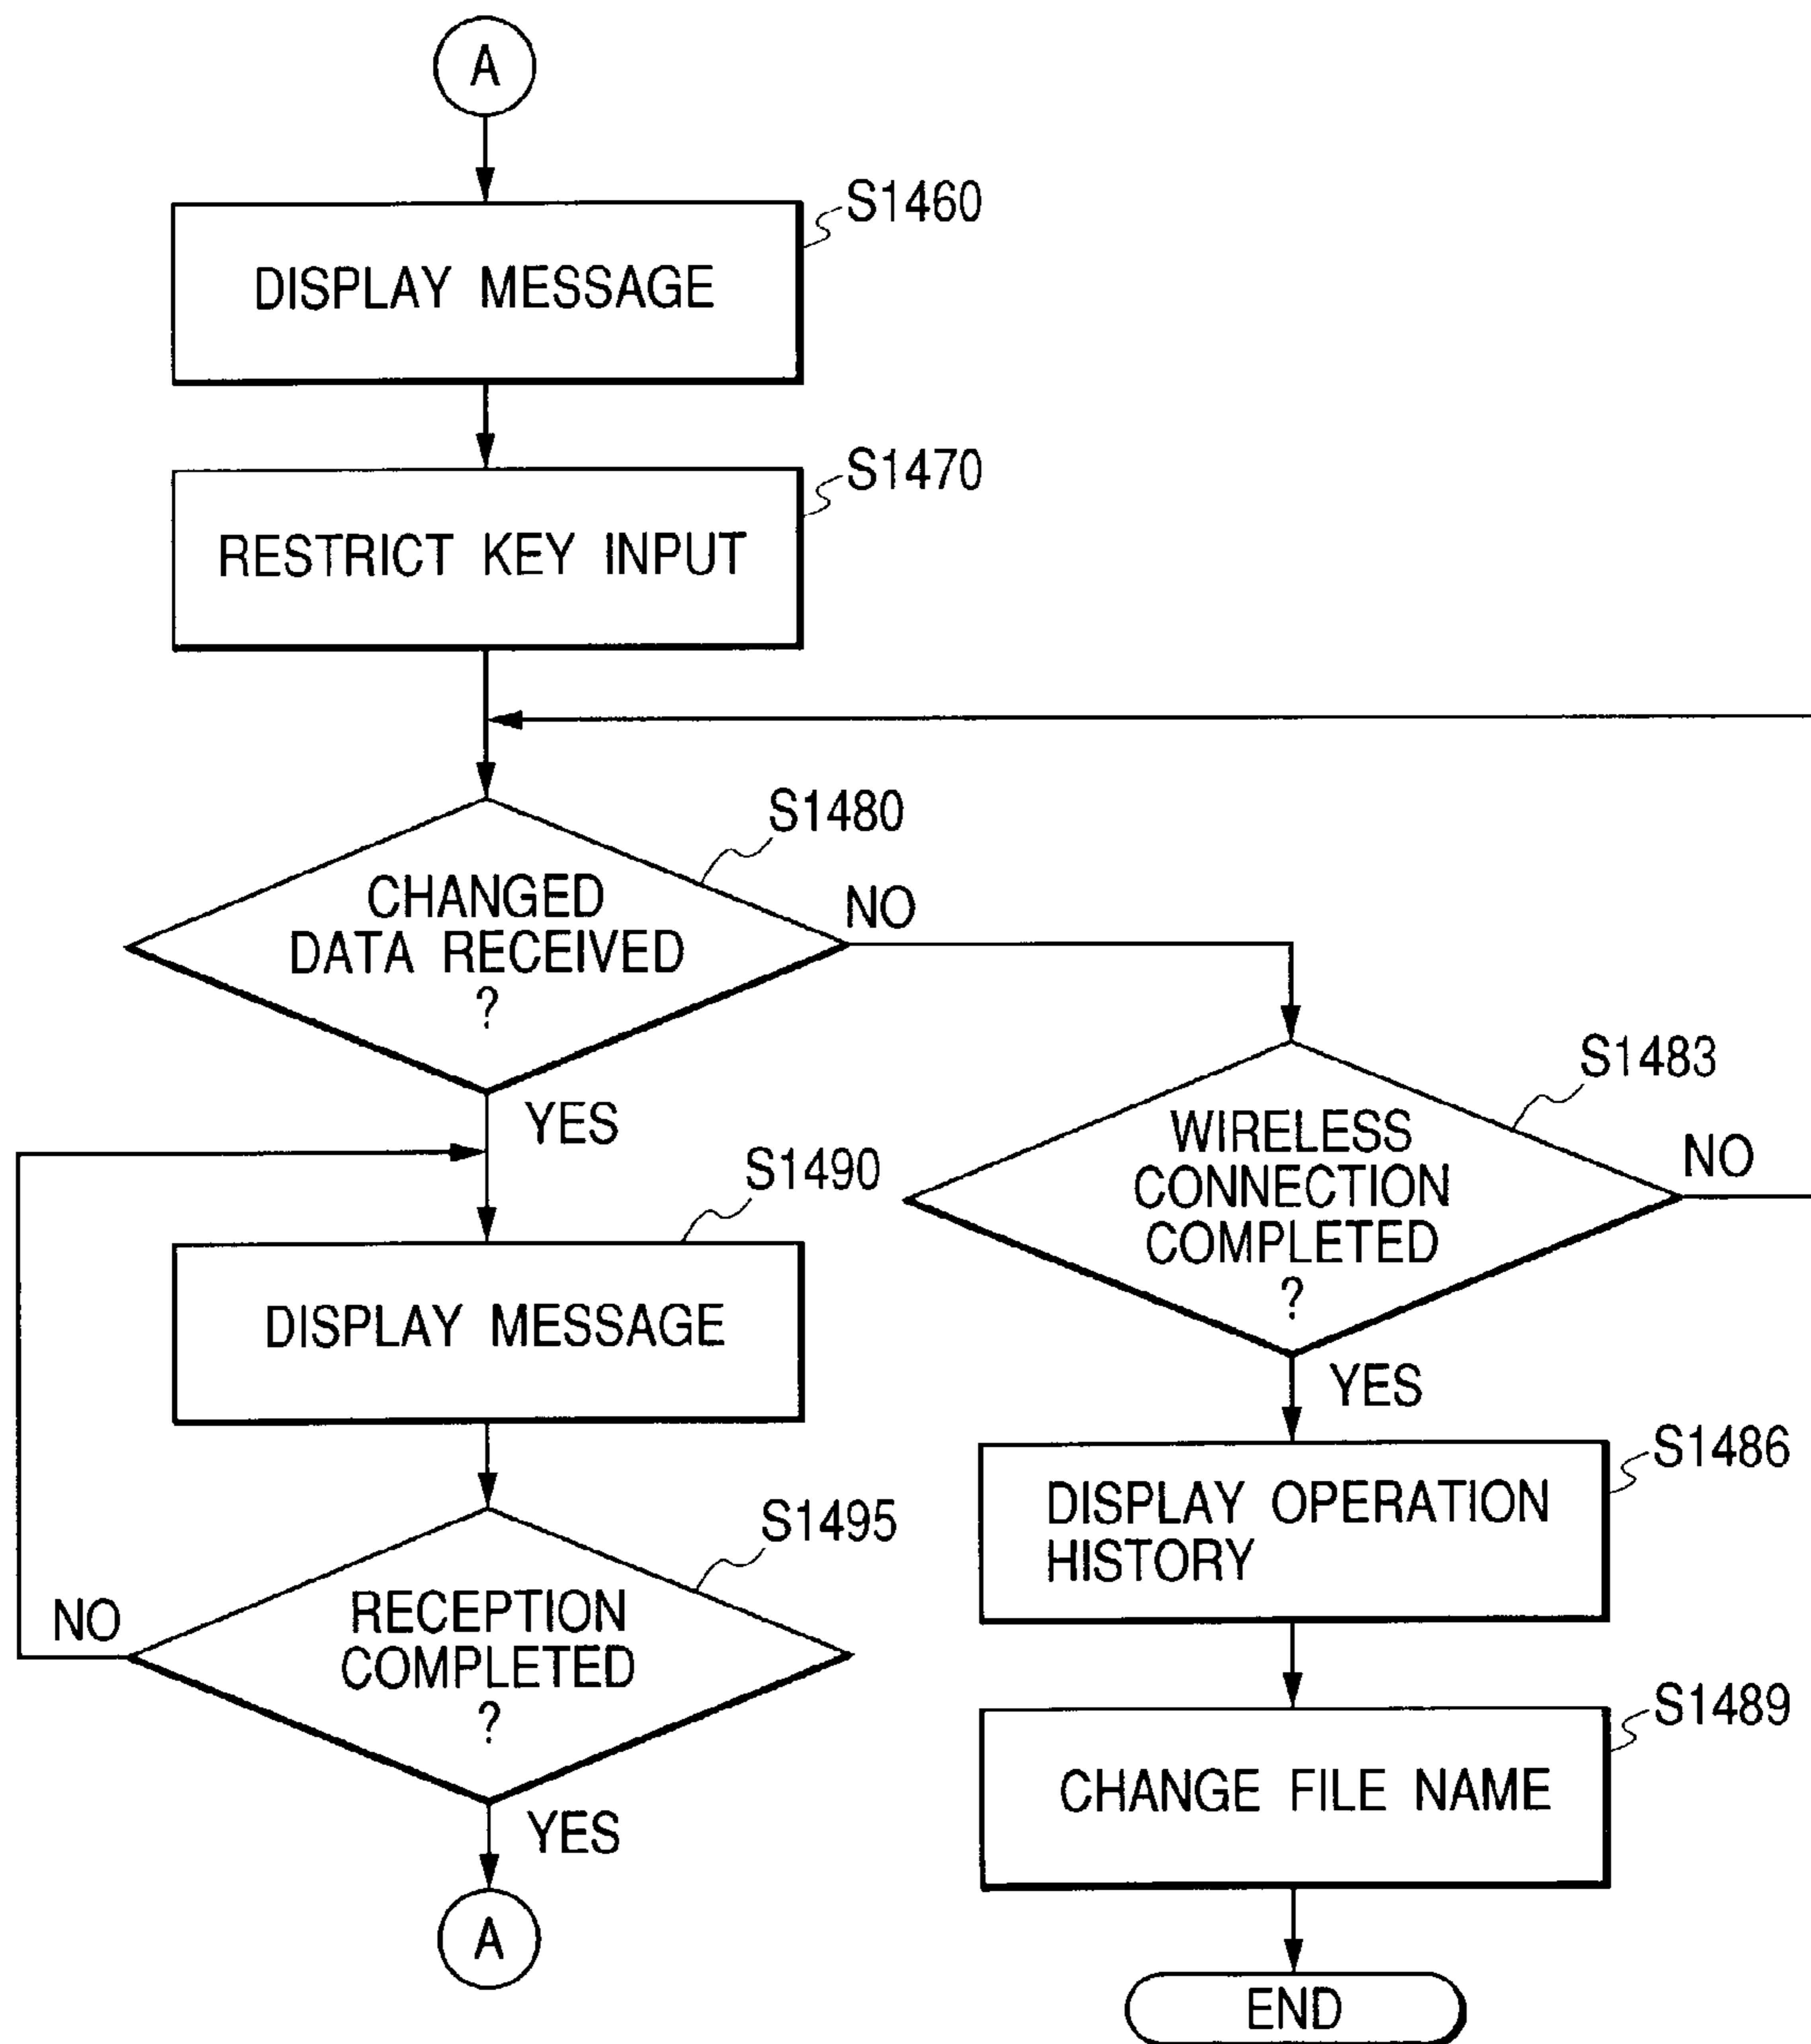 A
S1460
DISPLAY MESSAGE
S1470
RESTRICT KEY INPUT
S1480
CHANGED
DATA RECEIVED
?
NO
YES
S1483
WIRELESS
CONNECTION
COMPLETED
?
NO
YES
S1490
DISPLAY MESSAGE
S1486
DISPLAY OPERATION
HISTORY
S1495
RECEPTION
COMPLETED
?
NO
YES
A
S1489
CHANGE FILE NAME
END